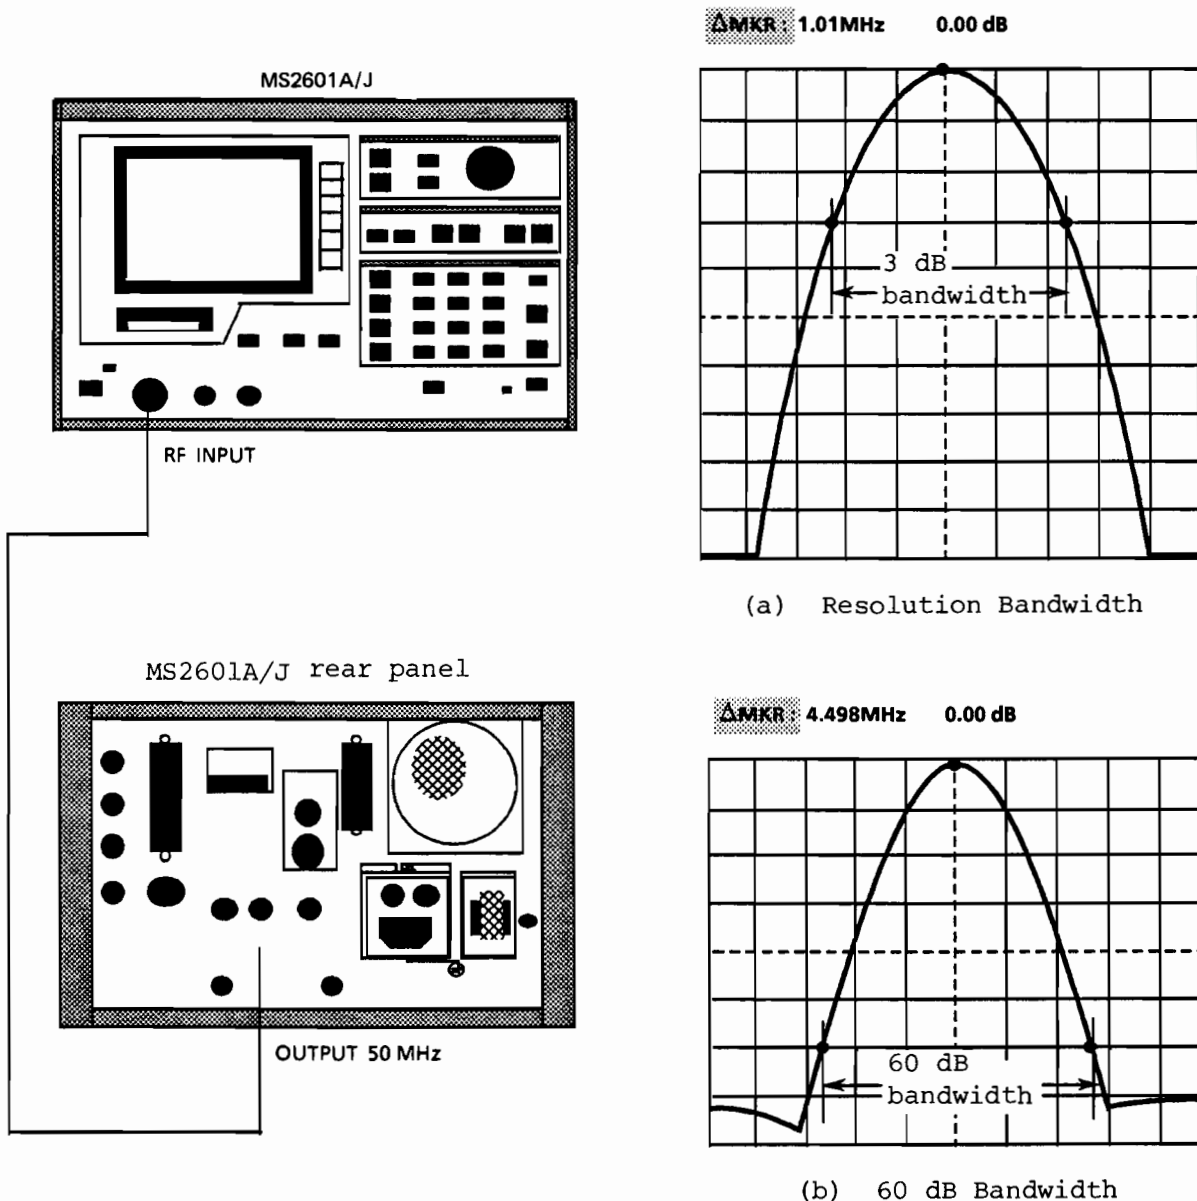 MS2601A/J
RF INPUT
MS2601A/J rear panel
OUTPUT 50 MHz
ΔMKR: 1.01MHz 0.00 dB
3 dB
bandwidth
(a) Resolution Bandwidth
ΔMKR: 4.498MHz 0.00 dB
60 dB
bandwidth
(b) 60 dB Bandwidth